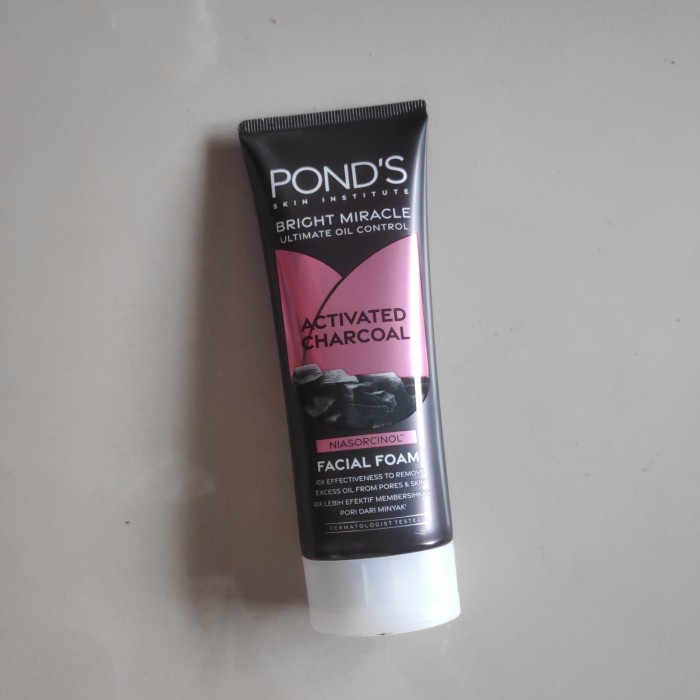 POND'S
SKIN INSTITUTE
BRIGHT MIRACLE
ULTIMATE OIL CONTROL
ACTIVATED
CHARCOAL
NIASORCINOL™
FACIAL FOAM
10X EFFECTIVENESS TO REMOVE
EXCESS OIL FROM PORES & SKIN
10X LEBIH EFEKTIF MEMBERSIHKAN
PORI DARI MINYAK*
DERMATOLOGIST TESTED